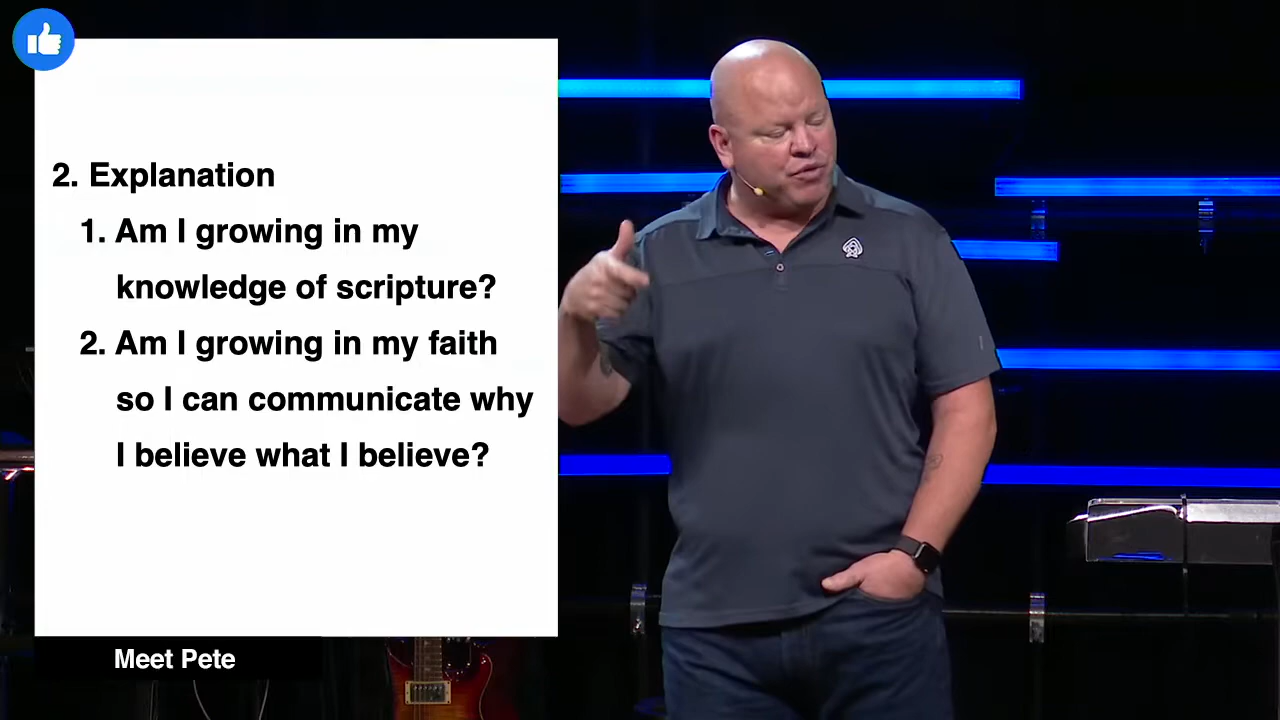 2. Explanation
1. Am I growing in my
knowledge of scripture?
2. Am I growing in my faith
so I can communicate why
I believe what I believe?
Meet Pete